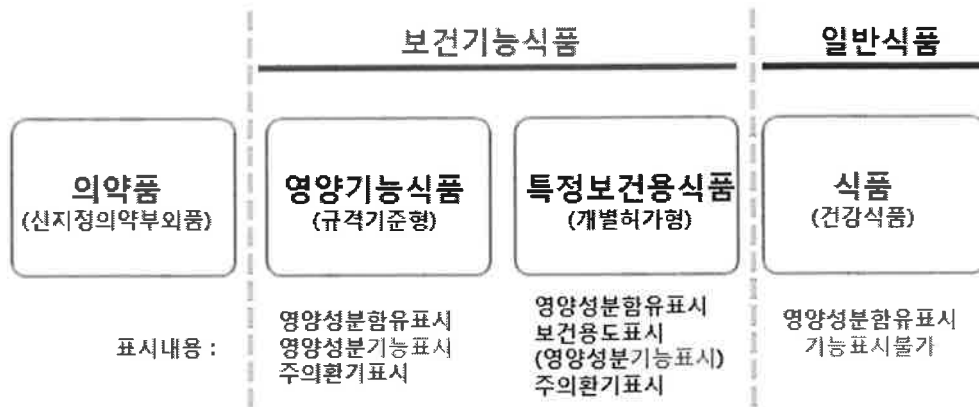 보건기능식품
일반식품
의약품
(신지정의약부외품)
영양기능식품
(규격기준형)
특정보건용식품
(개별허가형)
식품
(건강식품)
표시내용 :
영양성분함유표시
영양성분기능표시
주의환기표시
영양성분함유표시
보건용도표시
(영양성분기능표시)
주의환기표시
영양성분함유표시
기능표시불가